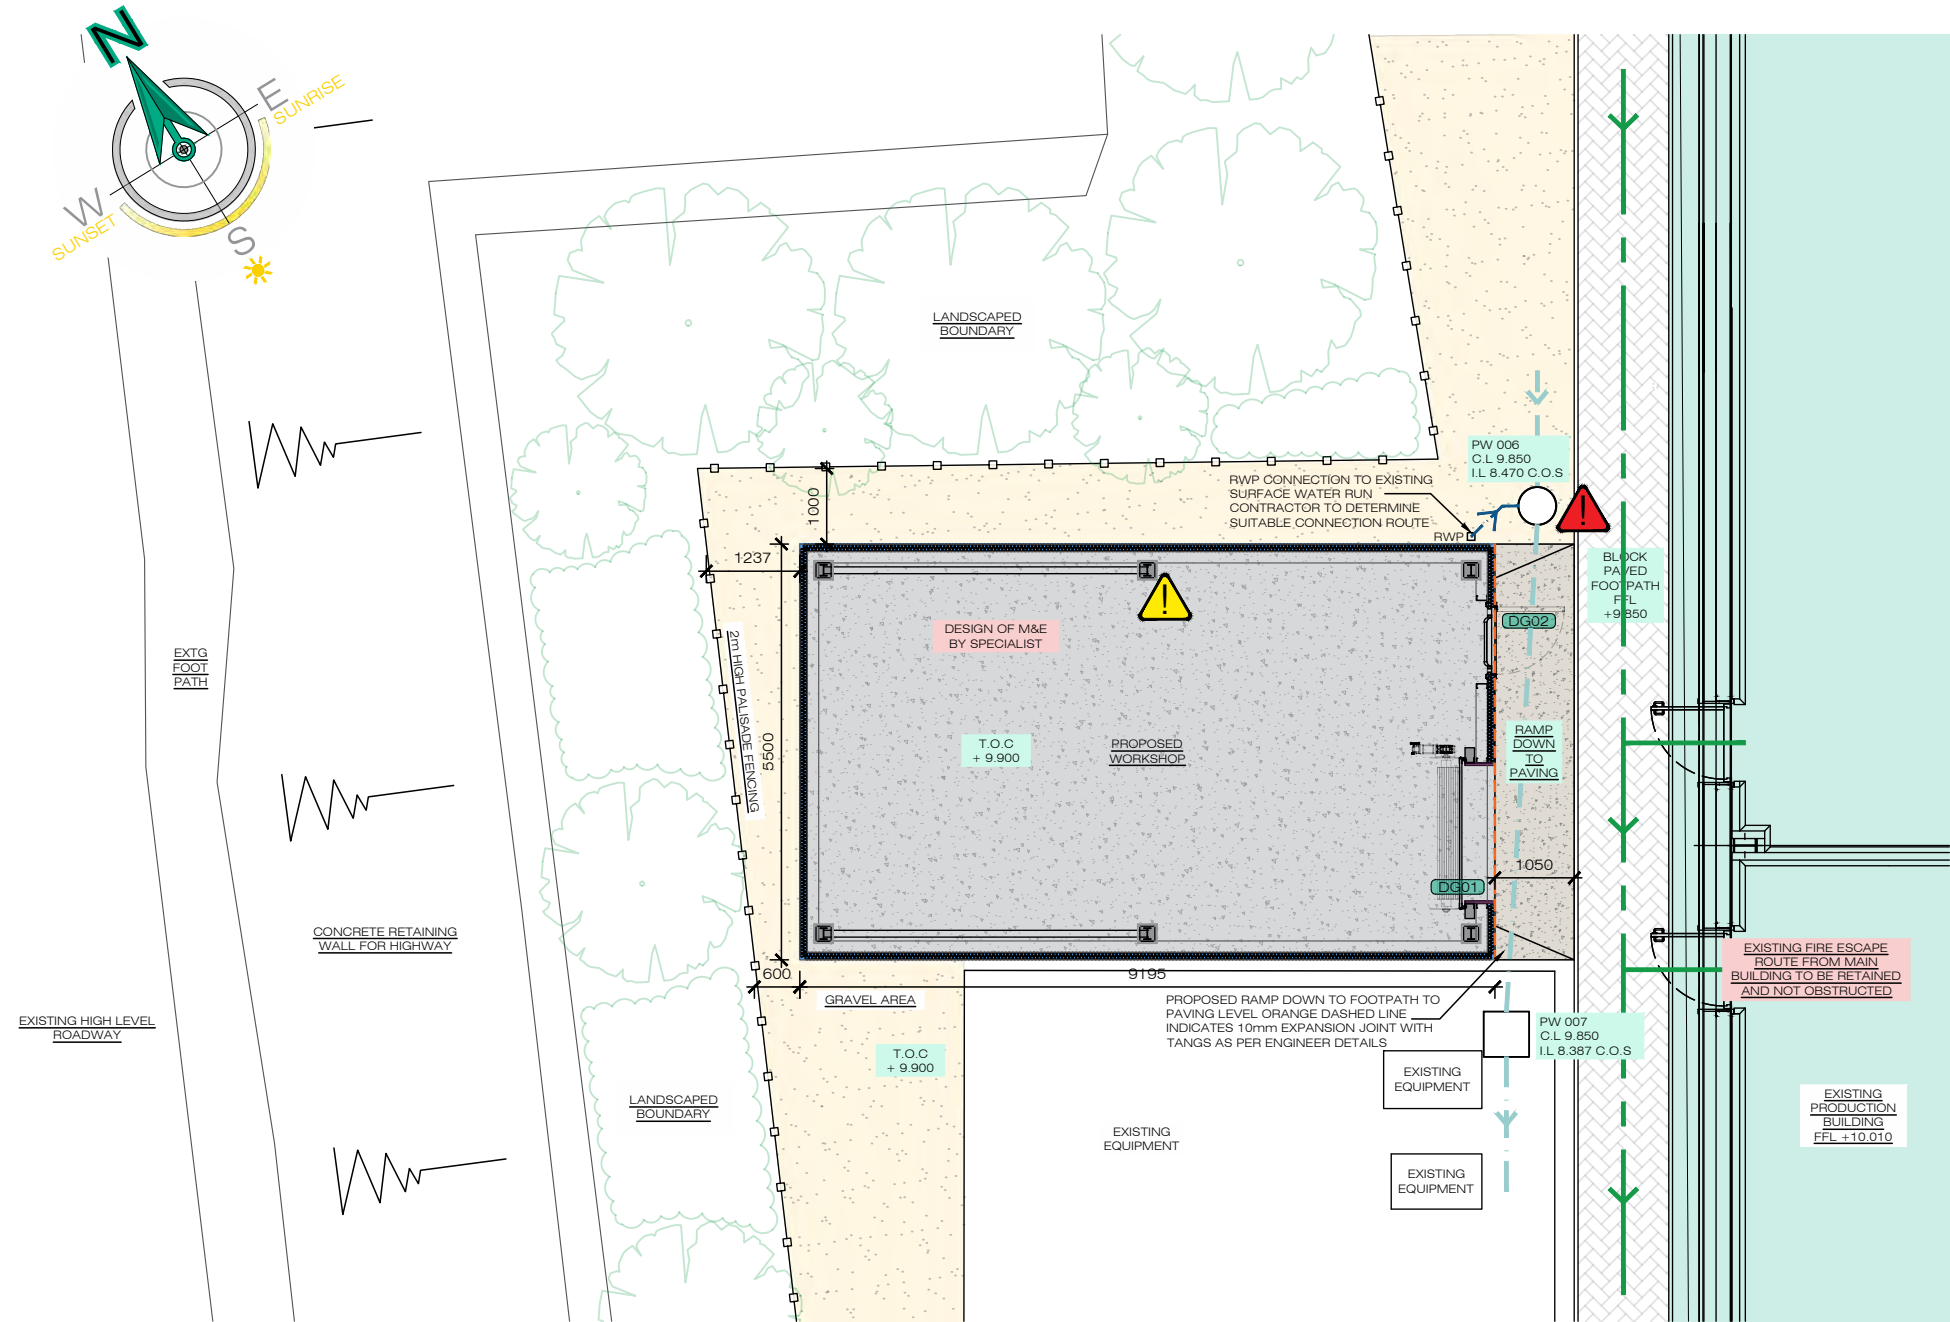 N
E
SUNRISE
W
SUNSET
S
LANDSCAPED
BOUNDARY
PW 006
C.L 9.850
I.L 8.470 C.O.S
RWP CONNECTION TO EXISTING
SURFACE WATER RUN
CONTRACTOR TO DETERMINE
SUITABLE CONNECTION ROUTE
RWP
!
1000
1237
BLOCK
PAVED
FOOTPATH
FFL
+9.850
!
DG02
DESIGN OF M&E
BY SPECIALIST
EXTG
FOOT
PATH
2m HIGH PALISADE FENCING
5500
T.O.C
+ 9.900
PROPOSED
WORKSHOP
RAMP
DOWN
TO
PAVING
1050
DG01
CONCRETE RETAINING
WALL FOR HIGHWAY
EXISTING FIRE ESCAPE
ROUTE FROM MAIN
BUILDING TO BE RETAINED
AND NOT OBSTRUCTED
600
9195
GRAVEL AREA
PROPOSED RAMP DOWN TO FOOTPATH TO
PAVING LEVEL ORANGE DASHED LINE
INDICATES 10mm EXPANSION JOINT WITH
TANGS AS PER ENGINEER DETAILS
PW 007
C.L 9.850
I.L 8.387 C.O.S
EXISTING HIGH LEVEL
ROADWAY
T.O.C
+ 9.900
EXISTING
EQUIPMENT
LANDSCAPED
BOUNDARY
EXISTING
EQUIPMENT
EXISTING
PRODUCTION
BUILDING
FFL +10.010
EXISTING
EQUIPMENT